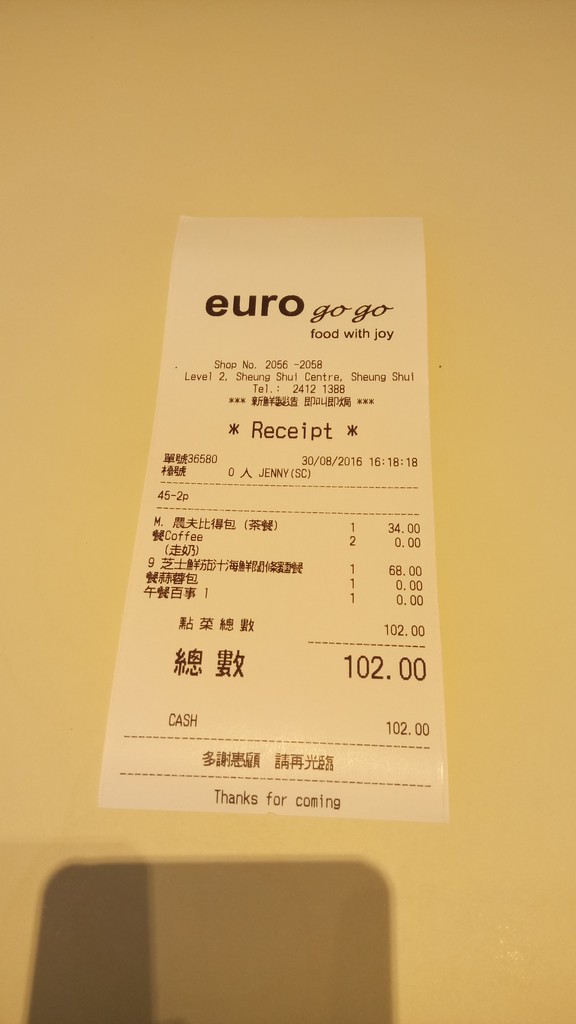 euro go go
food with joy
Shop No. 2056 -2058
Level 2, Sheung Shui Centre, Sheung Shui
Tel.: 2412 1388
*** 新鮮製造 即叫即焗 ***
* Receipt *
單號36580 30/08/2016 16:18:18
檯號 0 人 JENNY(SC)
45-2p
M. 農夫比得包 (茶餐) 1 34.00
餐Coffee 2 0.00
(走奶)
9 芝士鮮茄汁海鮮闊條麵餐 1 68.00
餐蒜蓉包 1 0.00
午餐百事 1 1 0.00
點菜總數 102.00
總數 102.00
CASH 102.00
多謝惠顧 請再光臨
Thanks for coming